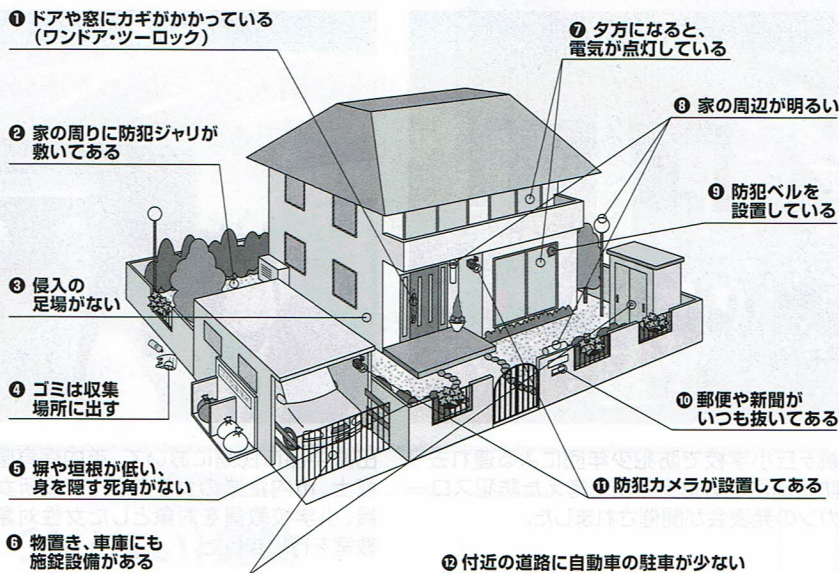 ❶ドアや窓にカギがかかっている
(ワンドア・ツーロック)
❷家の周りに防犯ジャリが
敷いてある
❸侵入の
足場がない
❹ゴミは収集
場所に出す
❺塀や垣根が低い、
身を隠す死角がない
❻物置き、車庫にも
施錠設備がある
❼夕方になると、
電気が点灯している
❽家の周辺が明るい
❾防犯ベルを
設置している
❿郵便や新聞が
いつも抜いてある
⓫防犯カメラが設置してある
⓬付近の道路に自動車の駐車が少ない